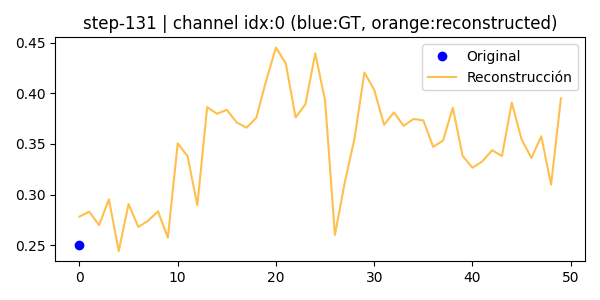 step-131 | channel idx:0 (blue:GT, orange:reconstructed)
0.45
0.40
0.35
0.30
0.25
Original
Reconstrucción
0 10 20 30 40 50